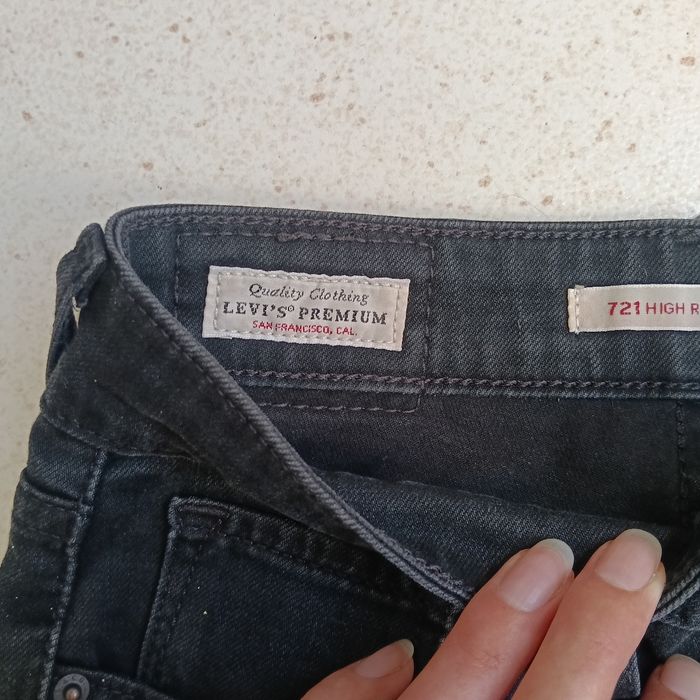 Quality Clothing
LEVI'S® PREMIUM
SAN FRANCISCO, CAL.
721 HIGH R